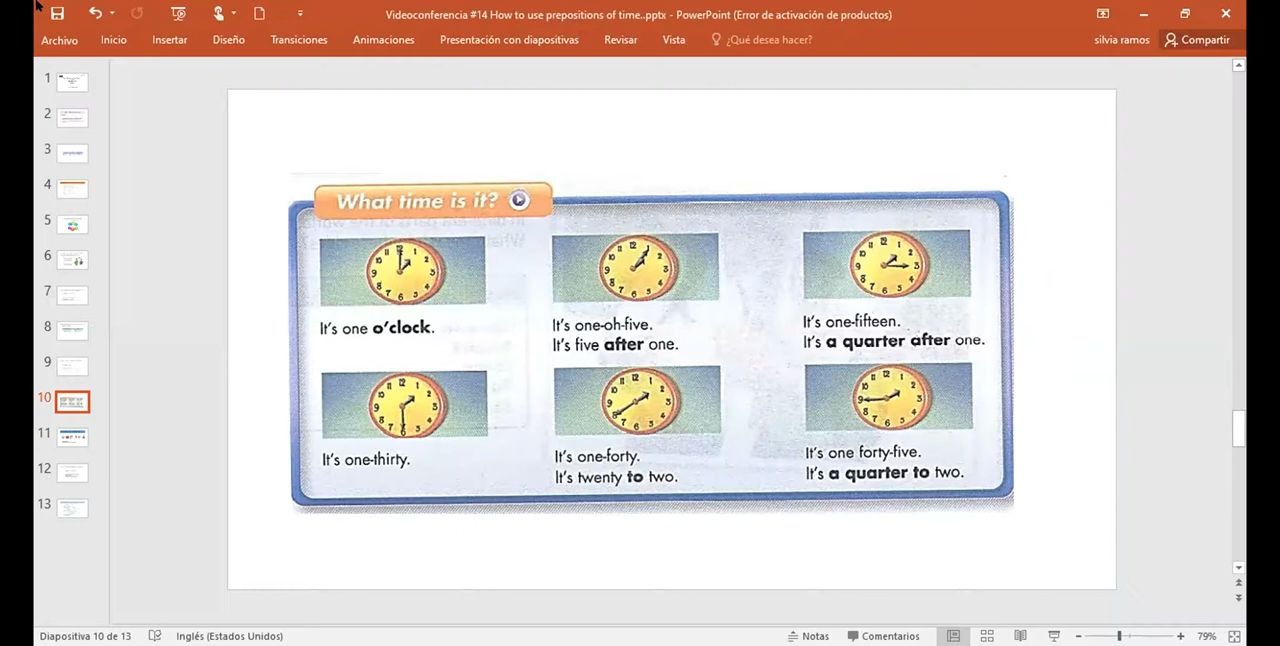 Videoconferencia #14 How to use prepositions of time..pptx - PowerPoint (Error de activación de productos)
Archivo Inicio Insertar Diseño Transiciones Animaciones Presentación con diapositivas Revisar Vista ¿Qué desea hacer? silvia ramos Compartir
1
2
3
4
5
6
7
8
9
10
11
12
13
What time is it?
It's one o'clock.
It's one-oh-five.
It's five after one.
It's one-fifteen.
It's a quarter after one.
It's one-thirty.
It's one-forty.
It's twenty to two.
It's one forty-five.
It's a quarter to two.
Diapositiva 10 de 13 Inglés (Estados Unidos) Notas Comentarios 79%